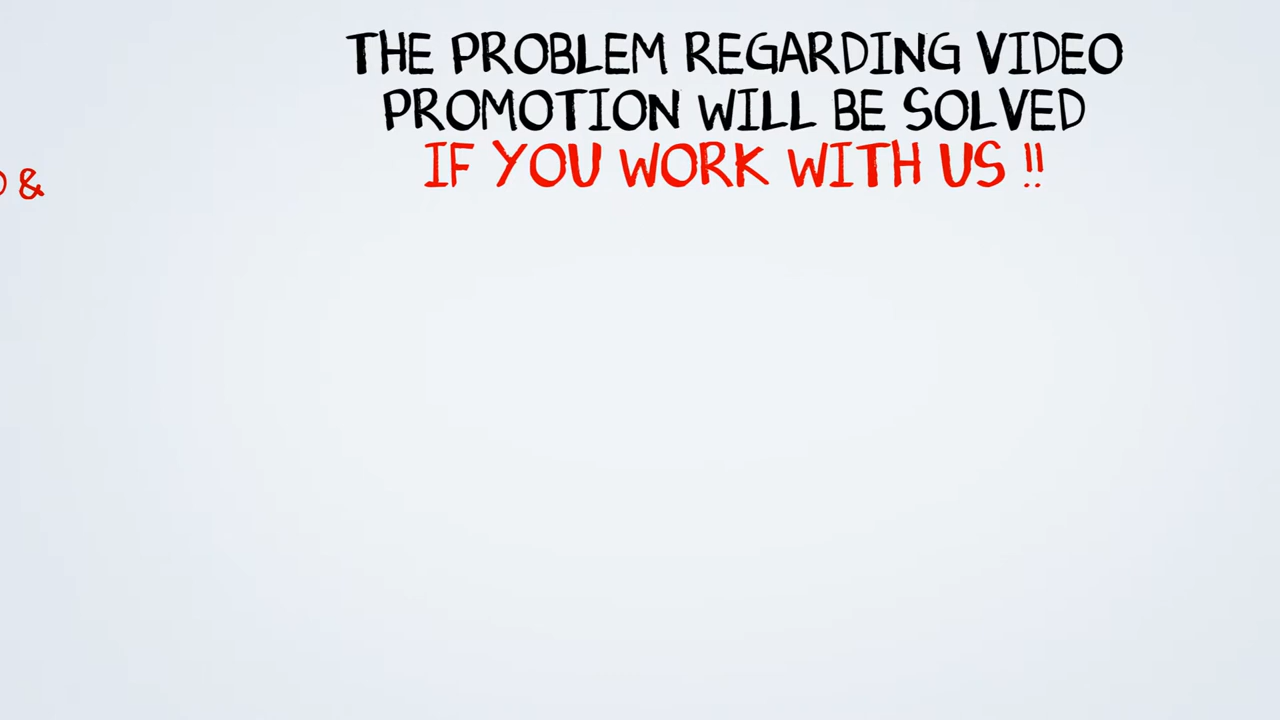 THE PROBLEM REGARDING VIDEO
PROMOTION WILL BE SOLVED
IF YOU WORK WITH US !!
&